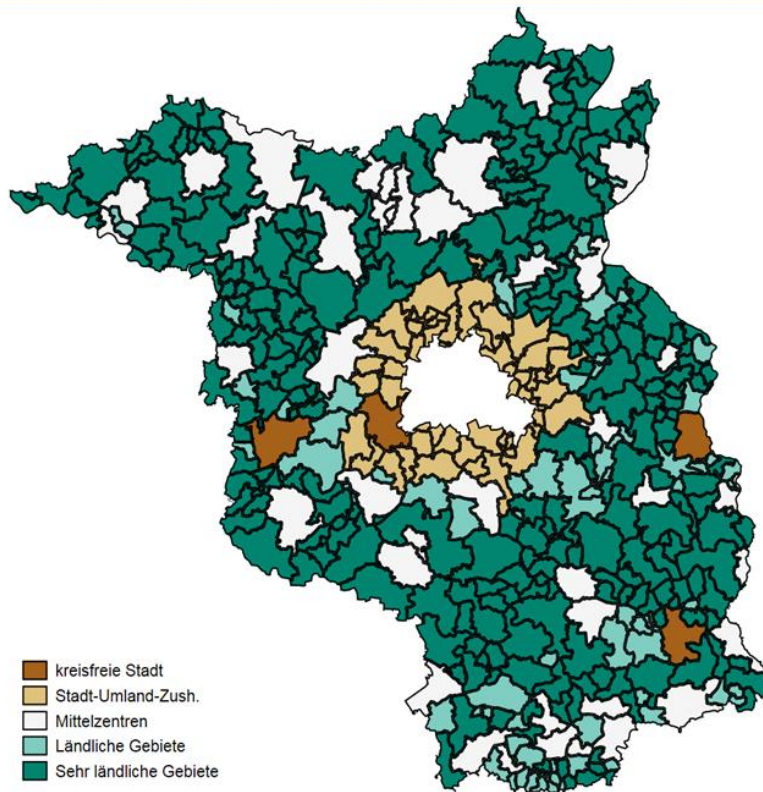 kreisfreie Stadt
Stadt-Umland-Zush.
Mittelzentren
Ländliche Gebiete
Sehr ländliche Gebiete